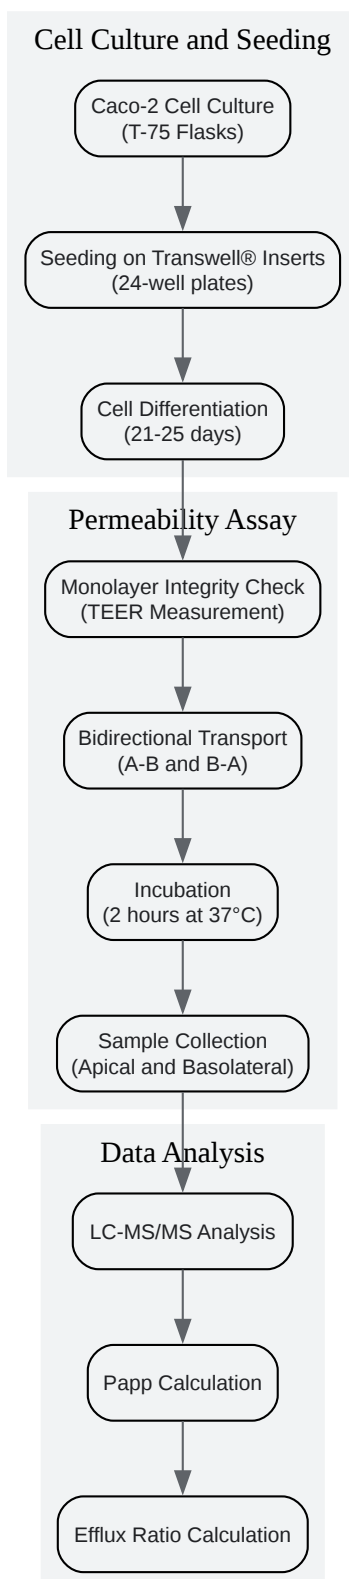 Cell Culture and Seeding
Caco-2 Cell Culture
(T-75 Flasks)
Seeding on Transwell® Inserts
(24-well plates)
Cell Differentiation
(21-25 days)
Permeability Assay
Monolayer Integrity Check
(TEER Measurement)
Bidirectional Transport
(A-B and B-A)
Incubation
(2 hours at 37°C)
Sample Collection
(Apical and Basolateral)
Data Analysis
LC-MS/MS Analysis
Papp Calculation
Efflux Ratio Calculation